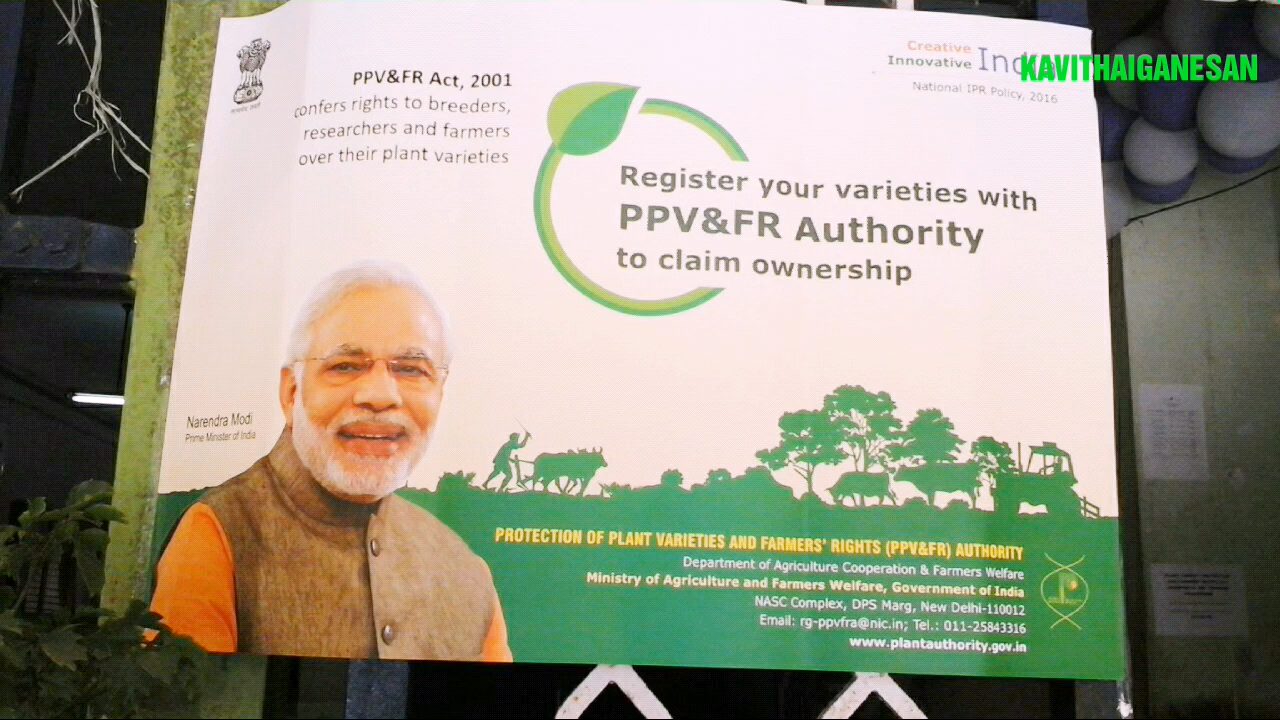 PPV&FR Act, 2001
confers rights to breeders,
researchers and farmers
over their plant varieties
Creative
Innovative
KAVITHAIGANESAN
National IPR Policy, 2016
Register your varieties with
PPV&FR Authority
to claim ownership
Narendra Modi
Prime Minister of India
PROTECTION OF PLANT VARIETIES AND FARMERS' RIGHTS (PPV&FR) AUTHORITY
Department of Agriculture Cooperation & Farmers Welfare
Ministry of Agriculture and Farmers Welfare, Government of India
NASC Complex, DPS Marg, New Delhi-110012
Email: rg-ppvfra@nic.in; Tel.: 011-25843316
www.plantauthority.gov.in